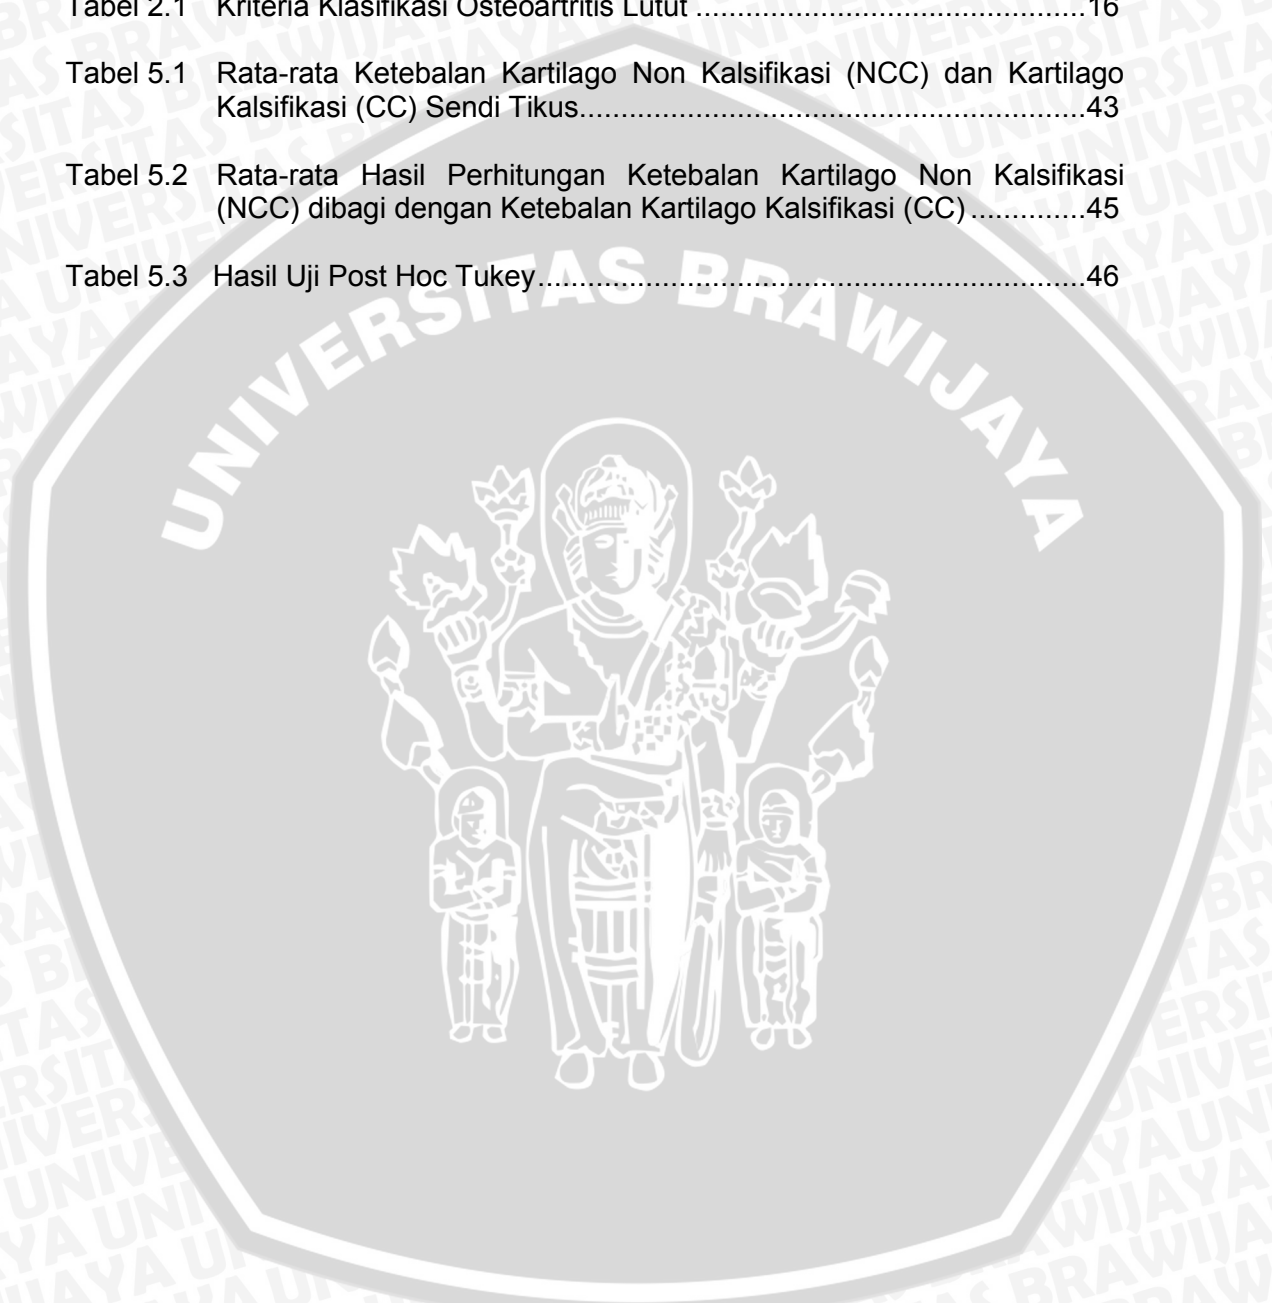 Tabel 2.1 Kriteria Klasifikasi Osteoartritis Lutut ...............................................16
Tabel 5.1 Rata-rata Ketebalan Kartilago Non Kalsifikasi (NCC) dan Kartilago
Kalsifikasi (CC) Sendi Tikus.............................................................43
Tabel 5.2 Rata-rata Hasil Perhitungan Ketebalan Kartilago Non Kalsifikasi
(NCC) dibagi dengan Ketebalan Kartilago Kalsifikasi (CC) ..............45
Tabel 5.3 Hasil Uji Post Hoc Tukey..................................................................46
UNIVERSITAS BRAWIJAYA